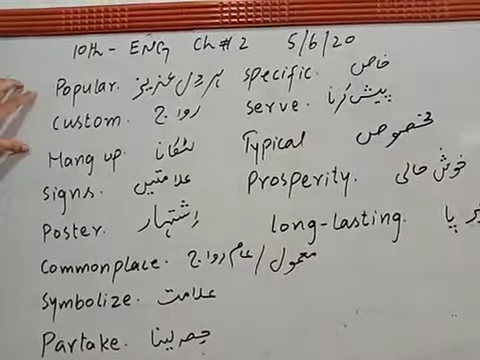 10th - ENG Ch # 2 5/6/20
Popular. ہر دل عزیز specific. خاص
Custom. رواج serve. پیش کرنا
Hang up. لٹکانا Typical مخصوص
Signs. علامتیں Prosperity. خوش حالی
Poster. اِشتہار long-lasting. پا
Commonplace. معمول / عام رواج
Symbolize. علامت
Partake. حصہ لینا